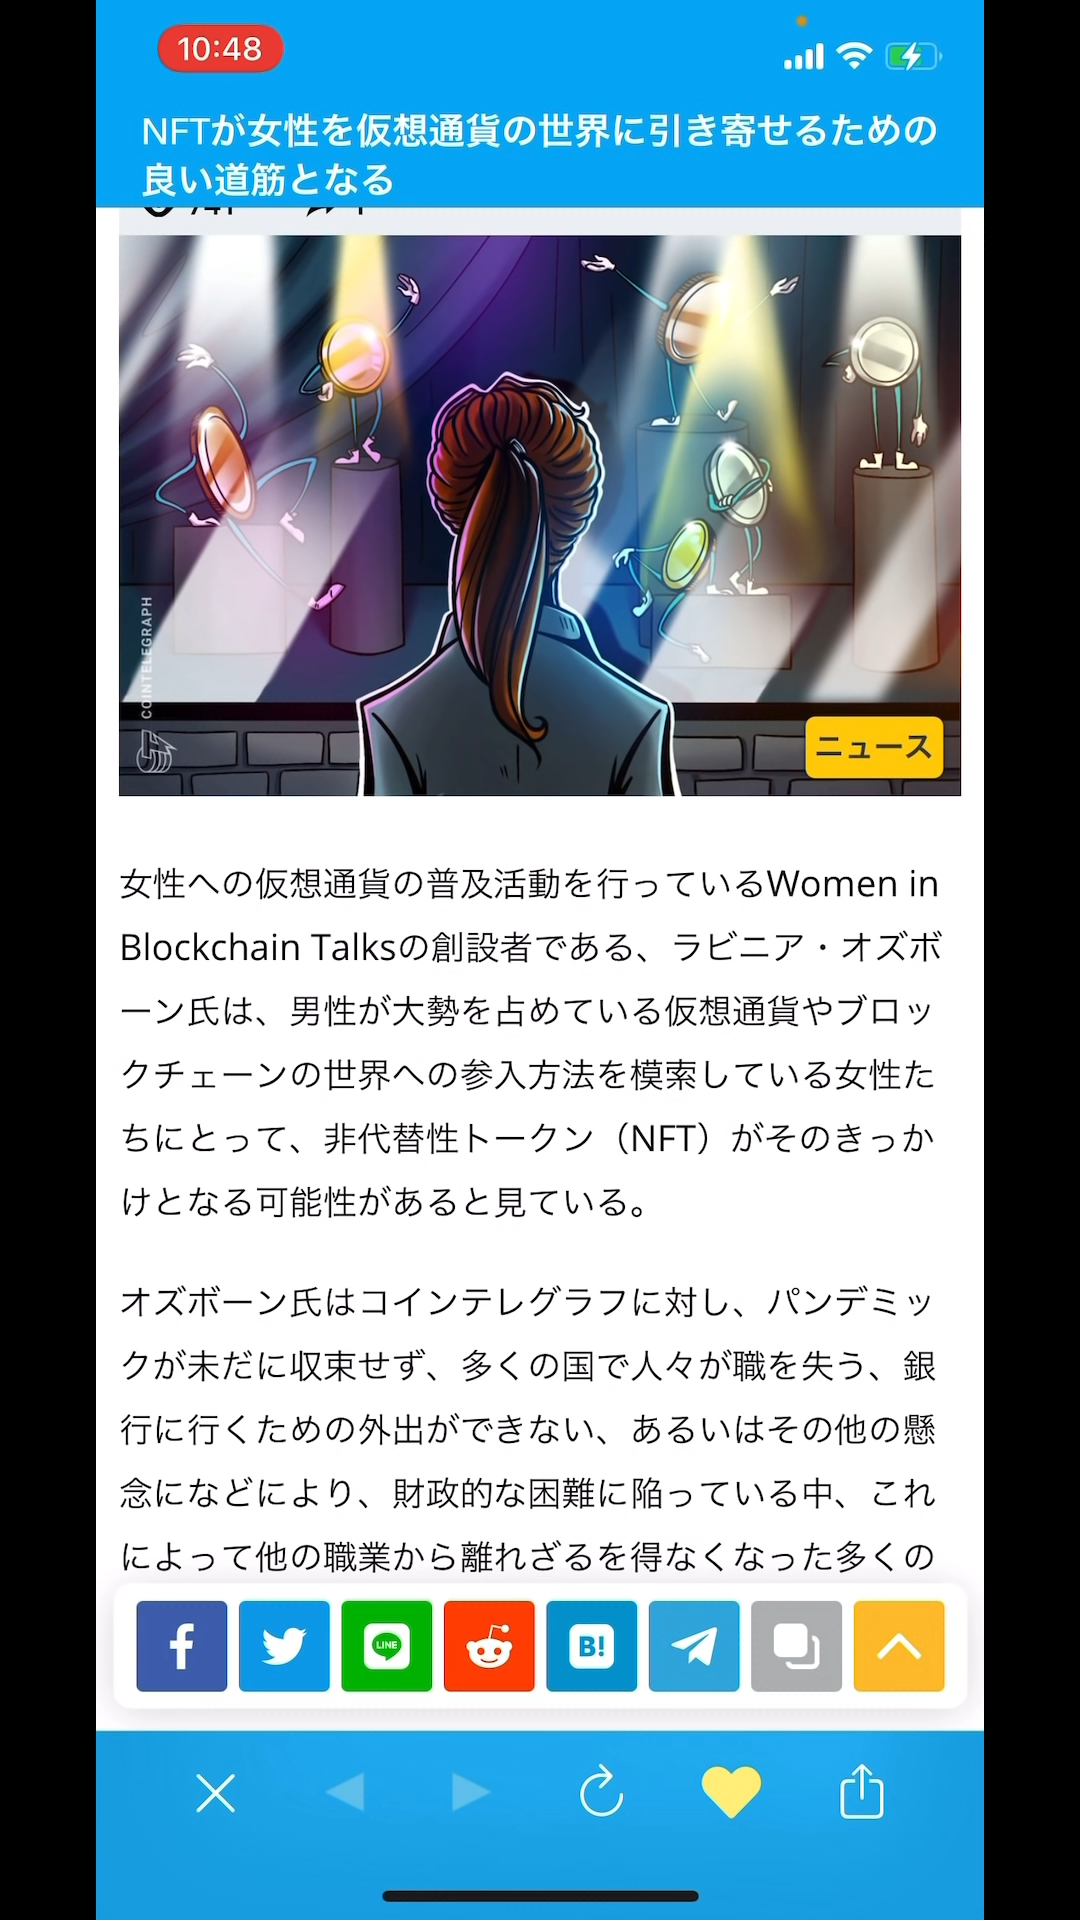 10:48
NFTが女性を仮想通貨の世界に引き寄せるための
良い道筋となる
COINTELEGRAPH
ニュース
女性への仮想通貨の普及活動を行っているWomen in
Blockchain Talksの創設者である、ラビニア・オズボ
ーン氏は、男性が大勢を占めている仮想通貨やブロッ
クチェーンの世界への参入方法を模索している女性た
ちにとって、非代替性トークン（NFT）がそのきっか
けとなる可能性があると見ている。
オズボーン氏はコインテレグラフに対し、パンデミッ
クが未だに収束せず、多くの国で人々が職を失う、銀
行に行くための外出ができない、あるいはその他の懸
念になどにより、財政的な困難に陥っている中、これ
によって他の職業から離れざるを得なくなった多くの
LINE
B!